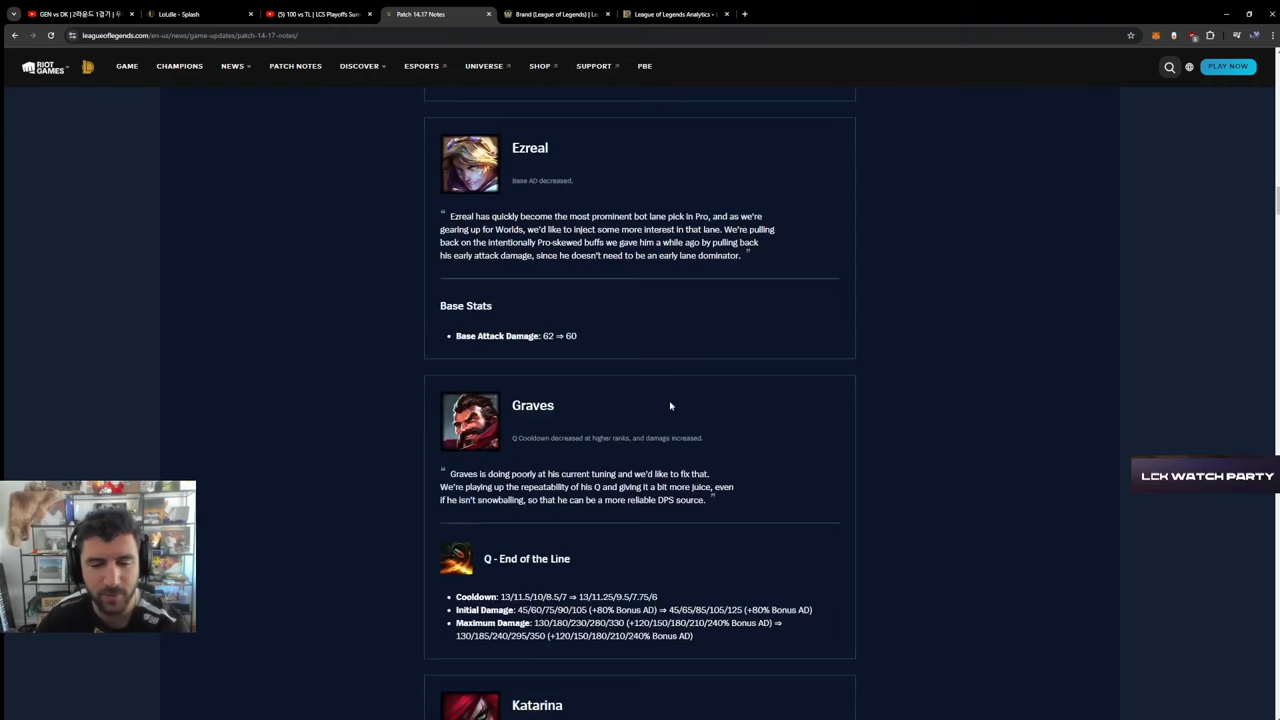 GEN vs DK | 2라운드 1경기 |
LoLdle - Splash
(5) 100 vs TL | LCS Playoffs Sum
Patch 14.17 Notes
Brand (League of Legends) | Le
League of Legends Analytics •
leagueoflegends.com/en-us/news/game-updates/patch-14-17-notes/
RIOT GAMES
GAME
CHAMPIONS
NEWS
PATCH NOTES
DISCOVER
ESPORTS
UNIVERSE
SHOP
SUPPORT
PBE
PLAY NOW
Ezreal
Base AD decreased.
“ Ezreal has quickly become the most prominent bot lane pick in Pro, and as we're
gearing up for Worlds, we'd like to inject some more interest in that lane. We're pulling
back on the intentionally Pro-skewed buffs we gave him a while ago by pulling back
his early attack damage, since he doesn't need to be an early lane dominator. ”
Base Stats
• Base Attack Damage: 62 ⇒ 60
Graves
Q Cooldown decreased at higher ranks, and damage increased.
“ Graves is doing poorly at his current tuning and we'd like to fix that.
We're playing up the repeatability of his Q and giving it a bit more juice, even
if he isn't snowballing, so that he can be a more reliable DPS source. ”
Q - End of the Line
• Cooldown: 13/11.5/10/8.5/7 ⇒ 13/11.25/9.5/7.75/6
• Initial Damage: 45/60/75/90/105 (+80% Bonus AD) ⇒ 45/65/85/105/125 (+80% Bonus AD)
• Maximum Damage: 130/180/230/280/330 (+120/150/180/210/240% Bonus AD) ⇒
130/185/240/295/350 (+120/150/180/210/240% Bonus AD)
Katarina
LCK WATCH PARTY